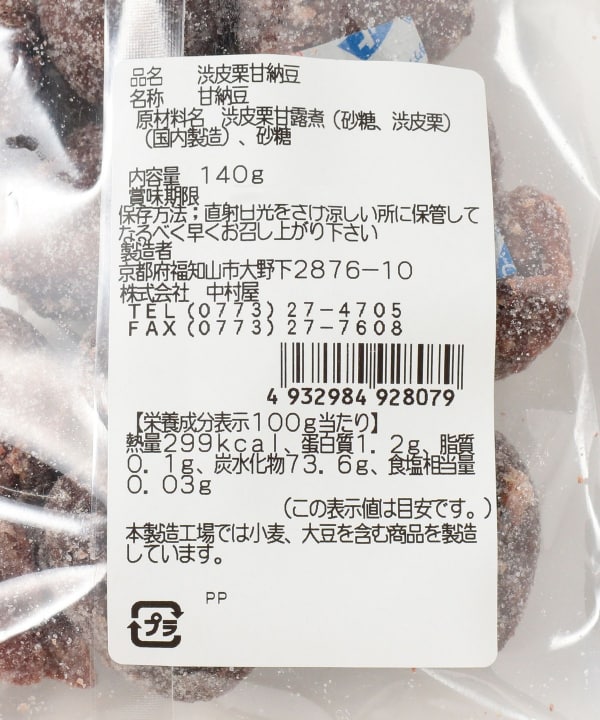 品名　渋皮栗甘納豆
名称　甘納豆
原材料名　渋皮栗甘露煮（砂糖、渋皮栗）
（国内製造）、砂糖
内容量　140g
賞味期限
保存方法；直射日光をさけ涼しい所に保管して
なるべく早くお召し上がり下さい
製造者
京都府福知山市大野下2876－10
株式会社　中村屋
TEL（0773）27－4705
FAX（0773）27－7608
4 932984 928079
【栄養成分表示100g当たり】
熱量299kcal、蛋白質1.2g、脂質
0.1g、炭水化物73.6g、食塩相当量
0.03g
（この表示値は目安です。）
本製造工場では小麦、大豆を含む商品を製造
しています。
PP
プラ